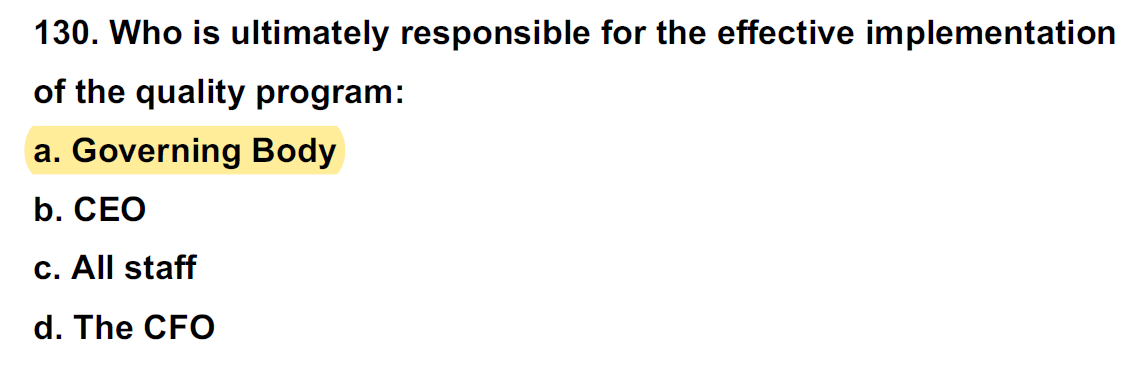 130. Who is ultimately responsible for the effective implementation
of the quality program:
a. Governing Body
b. CEO
c. All staff
d. The CFO